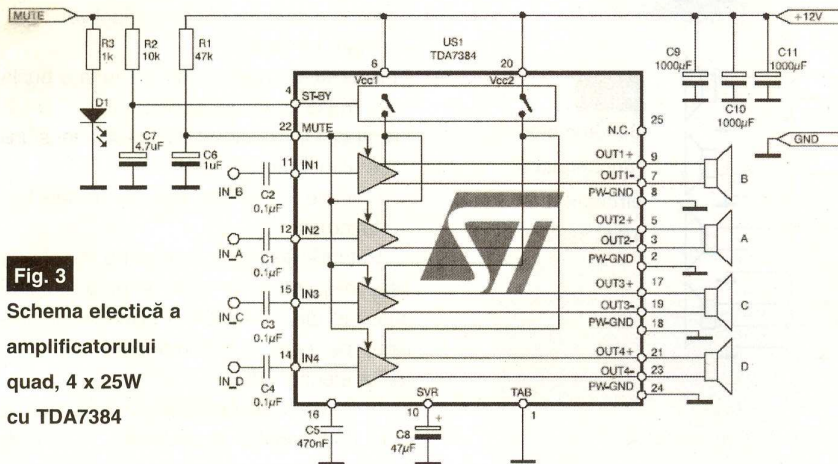 MUTE
R3
1k
R2
10k
R1
47k
D1
C7
4,7uF
C6
1uF
US1
TDA7384
6
20
Vcc1
Vcc2
4
ST-BY
22
MUTE
+12V
C9
1000µF
C10
1000µF
C11
1000µF
GND
25
N.C.
IN_B
C2
0.1µF
11
IN1
OUT1+
9
OUT1-
7
PW-GND
8
B
IN_A
C1
0.1µF
12
IN2
OUT2+
5
OUT2-
3
PW-GND
2
A
IN_C
C3
0.1µF
15
IN3
OUT3+
17
OUT3-
19
PW-GND
18
C
IN_D
C4
0.1µF
14
IN4
OUT4+
21
OUT4-
23
PW-GND
24
D
ST
16
C5
470nF
SVR
10
+
C8
47µF
TAB
1
Fig. 3
Schema electică a
amplificatorului
quad, 4 x 25W
cu TDA7384